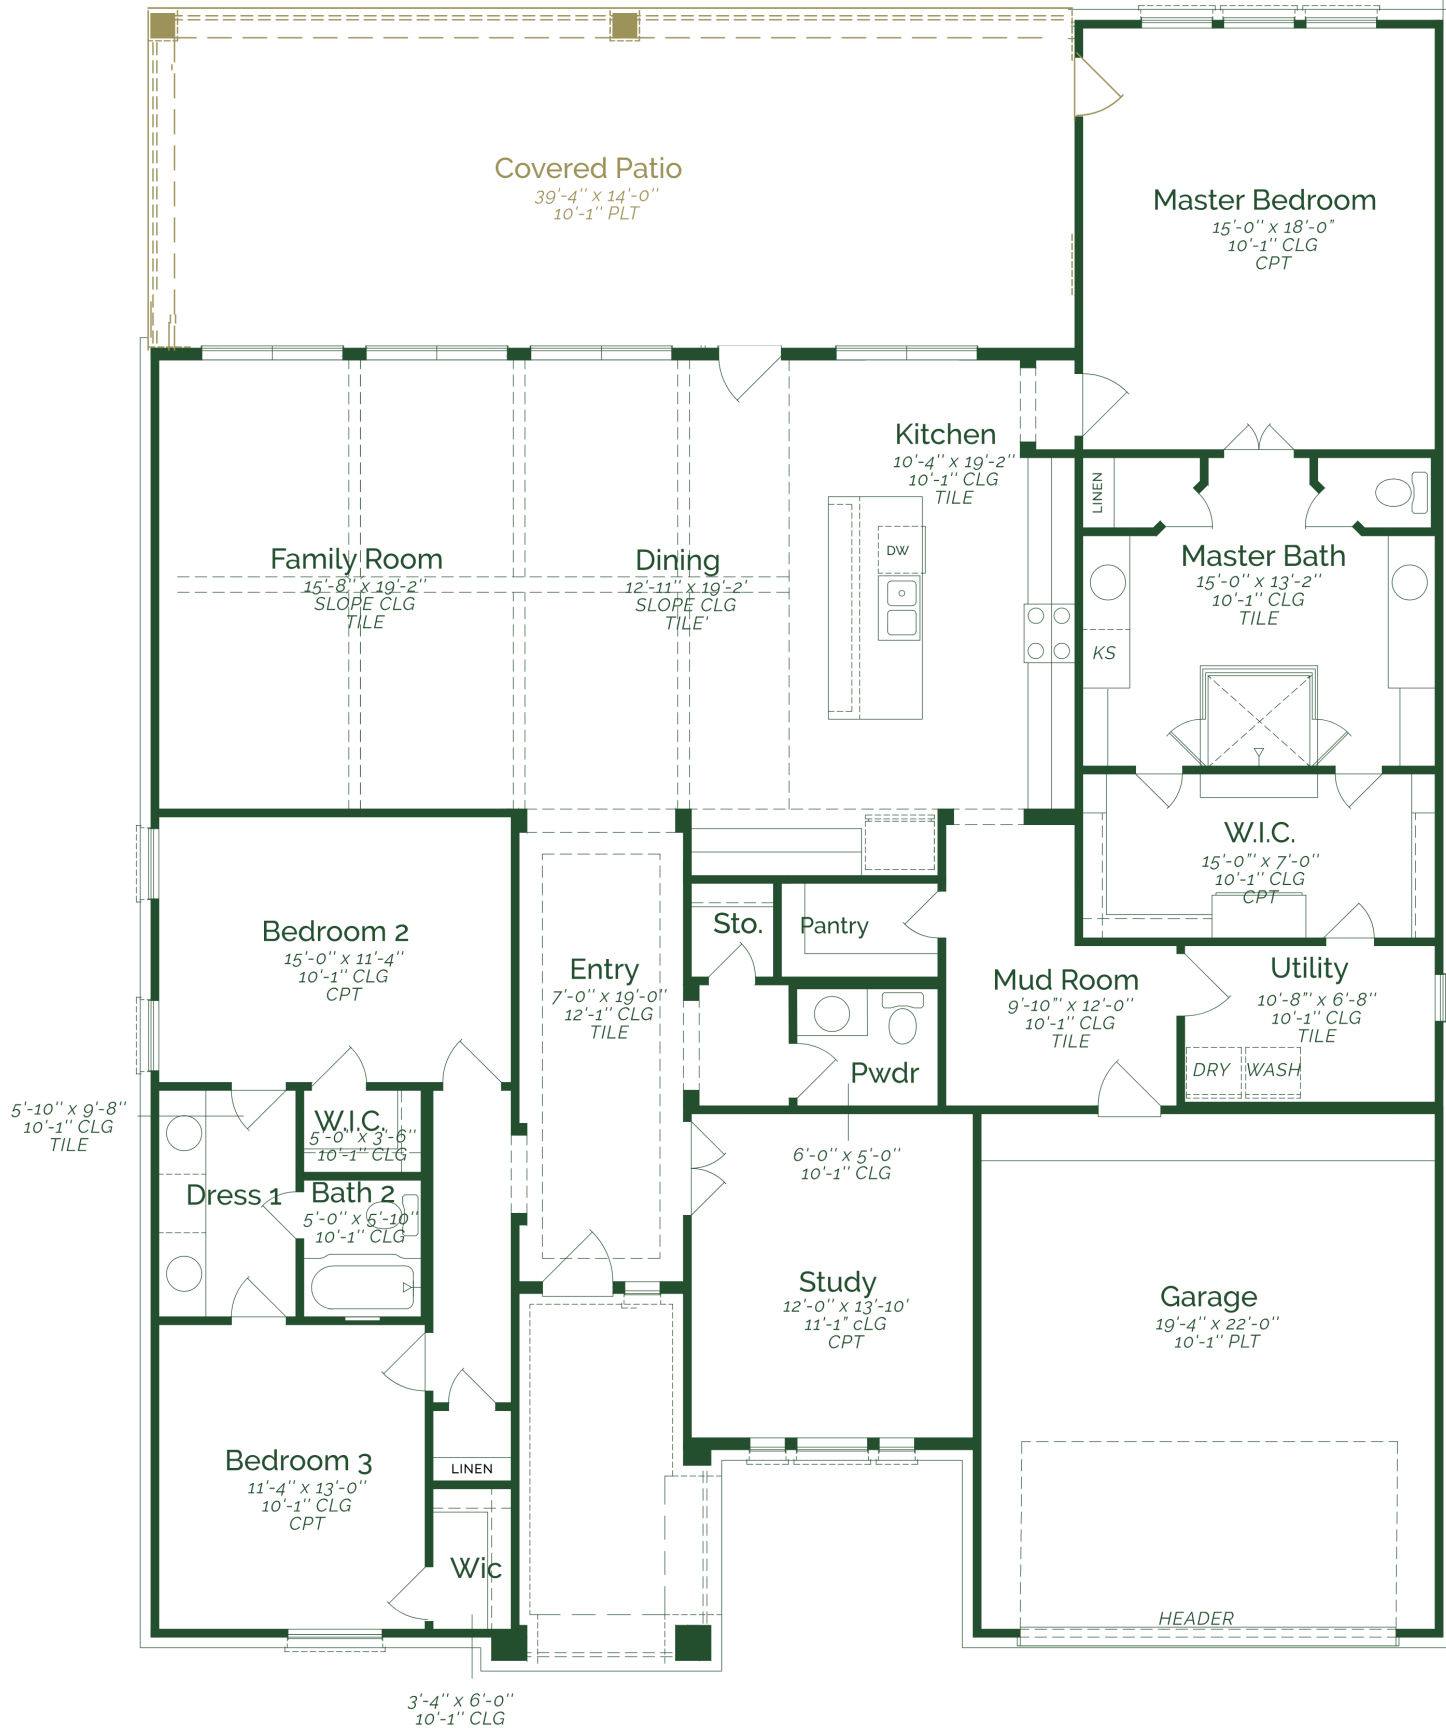 Covered Patio
39'-4'' x 14'-0''
10'-1'' PLT
Master Bedroom
15'-0'' x 18'-0"
10'-1'' CLG
CPT
Kitchen
10'-4'' x 19'-2''
10'-1'' CLG
TILE
LINEN
DW
Family Room
15'-8'' x 19'-2''
SLOPE CLG
TILE
Dining
12'-11'' x 19'-2'
SLOPE CLG
TILE'
Master Bath
15'-0'' x 13'-2''
10'-1'' CLG
TILE
KS
W.I.C.
15'-0"' x 7'-0''
10'-1'' CLG
CPT
Bedroom 2
15'-0'' x 11'-4''
10'-1'' CLG
CPT
Entry
7'-0'' x 19'-0''
12'-1'' CLG
TILE
Sto.
Pantry
Mud Room
9'-10"' x 12'-0''
10'-1'' CLG
TILE
Utility
10'-8"' x 6'-8''
10'-1'' CLG
TILE
DRY
WASH
Pwdr
6'-0'' x 5'-0''
10'-1'' CLG
5'-10'' x 9'-8''
10'-1'' CLG
TILE
W.I.C.
5'-0'' x 3'-6''
10'-1'' CLG
Dress 1
Bath 2
5'-0'' x 5'-10''
10'-1'' CLG
Study
12'-0'' x 13'-10'
11'-1" cLG
CPT
Garage
19'-4'' x 22'-0''
10'-1'' PLT
Bedroom 3
11'-4'' x 13'-0''
10'-1'' CLG
CPT
LINEN
Wic
HEADER
3'-4'' x 6'-0''
10'-1'' CLG